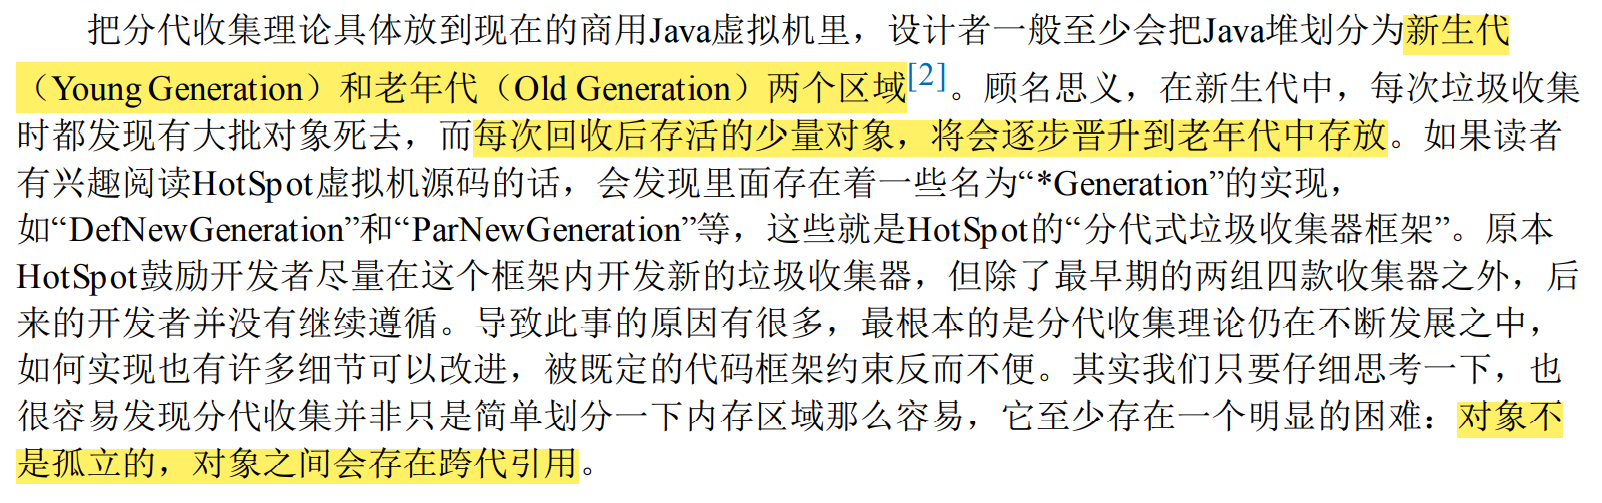 把分代收集理论具体放到现在的商用Java虚拟机里，设计者一般至少会把Java堆划分为新生代
（Young Generation）和老年代（Old Generation）两个区域[2]。顾名思义，在新生代中，每次垃圾收集
时都发现有大批对象死去，而每次回收后存活的少量对象，将会逐步晋升到老年代中存放。如果读者
有兴趣阅读HotSpot虚拟机源码的话，会发现里面存在着一些名为“*Generation”的实现，
如“DefNewGeneration”和“ParNewGeneration”等，这些就是HotSpot的“分代式垃圾收集器框架”。原本
HotSpot鼓励开发者尽量在这个框架内开发新的垃圾收集器，但除了最早期的两组四款收集器之外，后
来的开发者并没有继续遵循。导致此事的原因有很多，最根本的是分代收集理论仍在不断发展之中，
如何实现也有许多细节可以改进，被既定的代码框架约束反而不便。其实我们只要仔细思考一下，也
很容易发现分代收集并非只是简单划分一下内存区域那么容易，它至少存在一个明显的困难：对象不
是孤立的，对象之间会存在跨代引用。